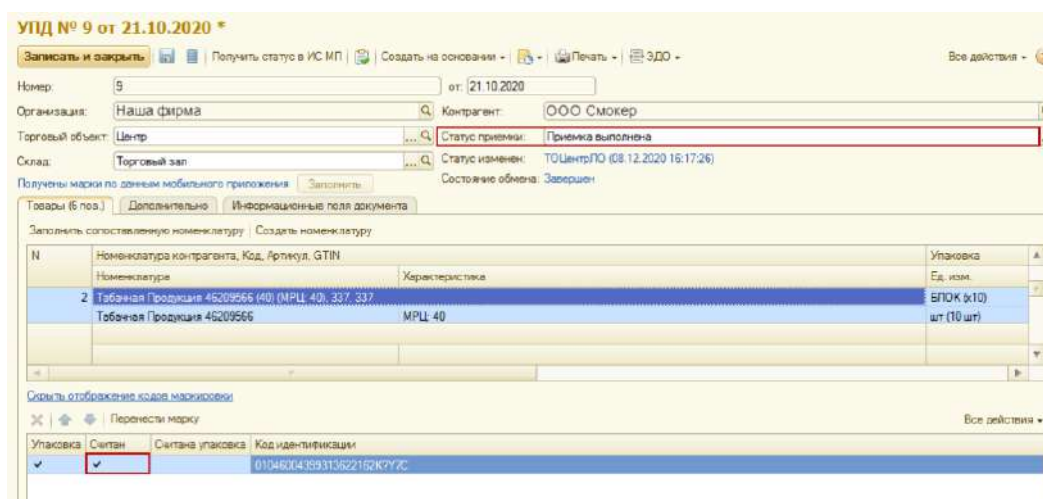 УПД № 9 от 21.10.2020 *
Записать и закрыть Получить статус в ИС МП Создать на основании Печать ЭДО Все действия
Номер: 9 от: 21.10.2020
Организация: Наша фирма Контрагент: ООО Смокер
Торговый объект: Центр ... Статус приемки: Приемка выполнена
Склад: Торговый зал ... Статус изменен: ТОЦентрПО (08.12.2020 16:17:26)
Получены марки по данным мобильного приложения Заполнить Состояние обмена: Завершен
Товары (6 поз.) Дополнительно Информационные поля документа
Заполнить сопоставленную номенклатуру Создать номенклатуру
N Номенклатура контрагента, Код, Артикул, GTIN Упаковка
Номенклатура Характеристика Ед. изм.
2 Табачная Продукция 46209566 (40) (МРЦ: 40), 337, 337 БЛОК (x10)
Табачная Продукция 46209566 МРЦ: 40 шт (10 шт)
Скрыть отображение кодов маркировки
Перенести марку Все действия
Упаковка Считан Считана упаковка Код идентификации